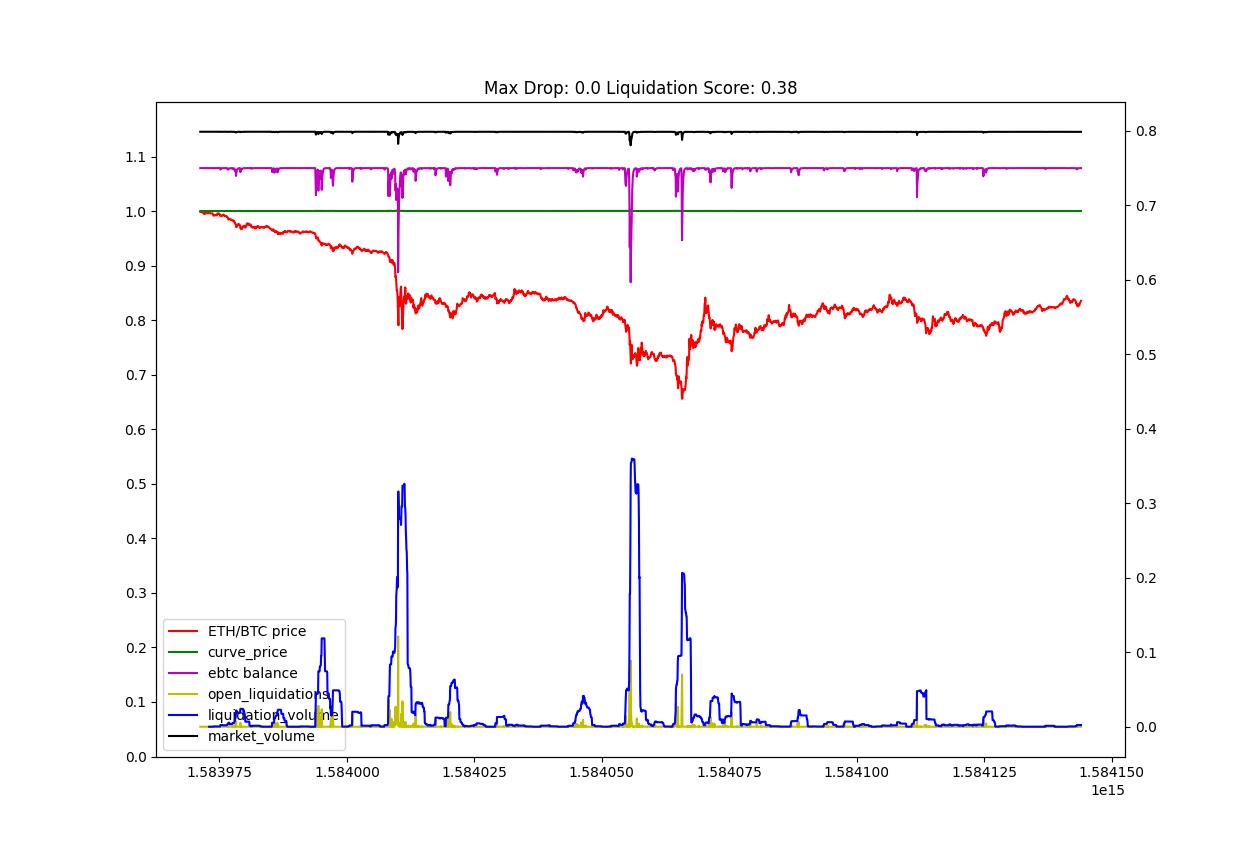 Max Drop: 0.0 Liquidation Score: 0.38
1.1
1.0
0.9
0.8
0.7
0.6
0.5
0.4
0.3
0.2
0.1
0.0
0.8
0.7
0.6
0.5
0.4
0.3
0.2
0.1
0.0
ETH/BTC price
curve_price
ebtc balance
open_liquidations
liquidation_volume
market_volume
1.583975 1.584000 1.584025 1.584050 1.584075 1.584100 1.584125 1.584150
1e15